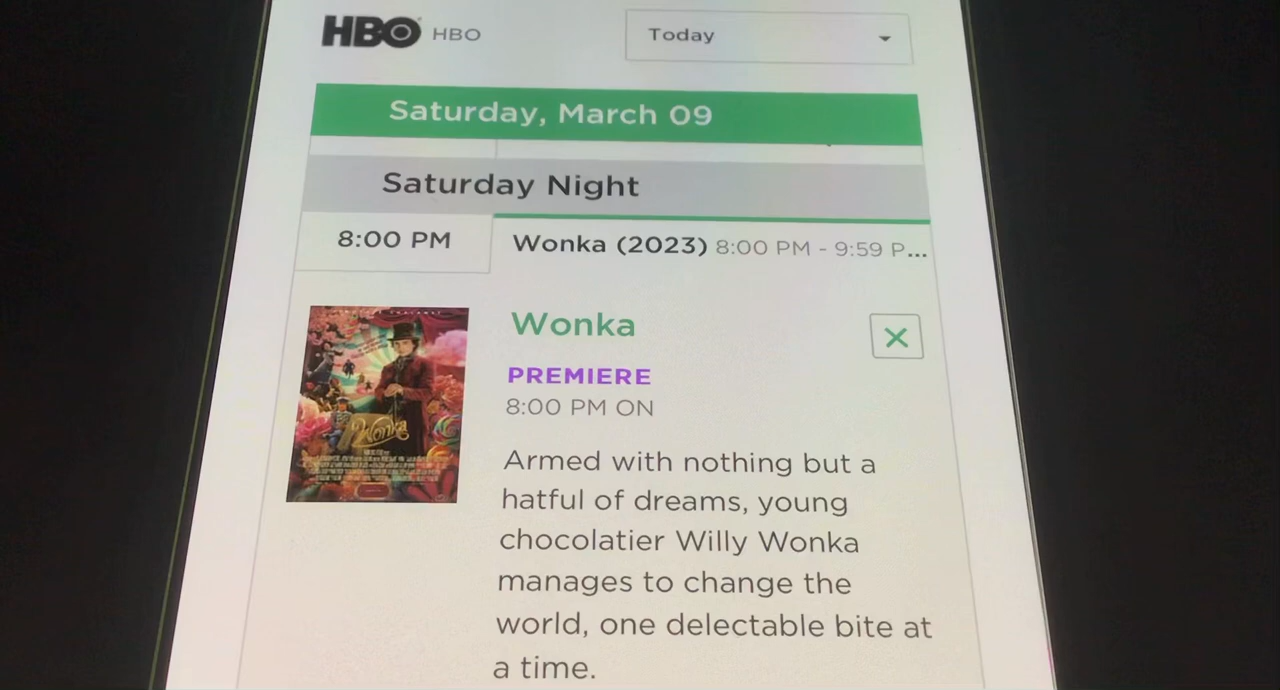 HBO HBO
Today
Saturday, March 09
Saturday Night
8:00 PM
Wonka (2023) 8:00 PM - 9:59 P...
Wonka
PREMIERE
8:00 PM ON
Wonka
Armed with nothing but a
hatful of dreams, young
chocolatier Willy Wonka
manages to change the
world, one delectable bite at
a time.